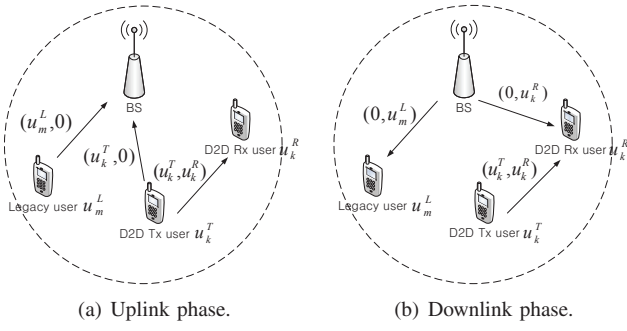 BS
(u_m^L,0)
(u_k^T,0)
(u_k^T,u_k^R)
D2D Rx user u_k^R
Legacy user u_m^L
D2D Tx user u_k^T
(a) Uplink phase.
BS
(0,u_m^L)
(0,u_k^R)
(u_k^T,u_k^R)
D2D Rx user u_k^R
Legacy user u_m^L
D2D Tx user u_k^T
(b) Downlink phase.